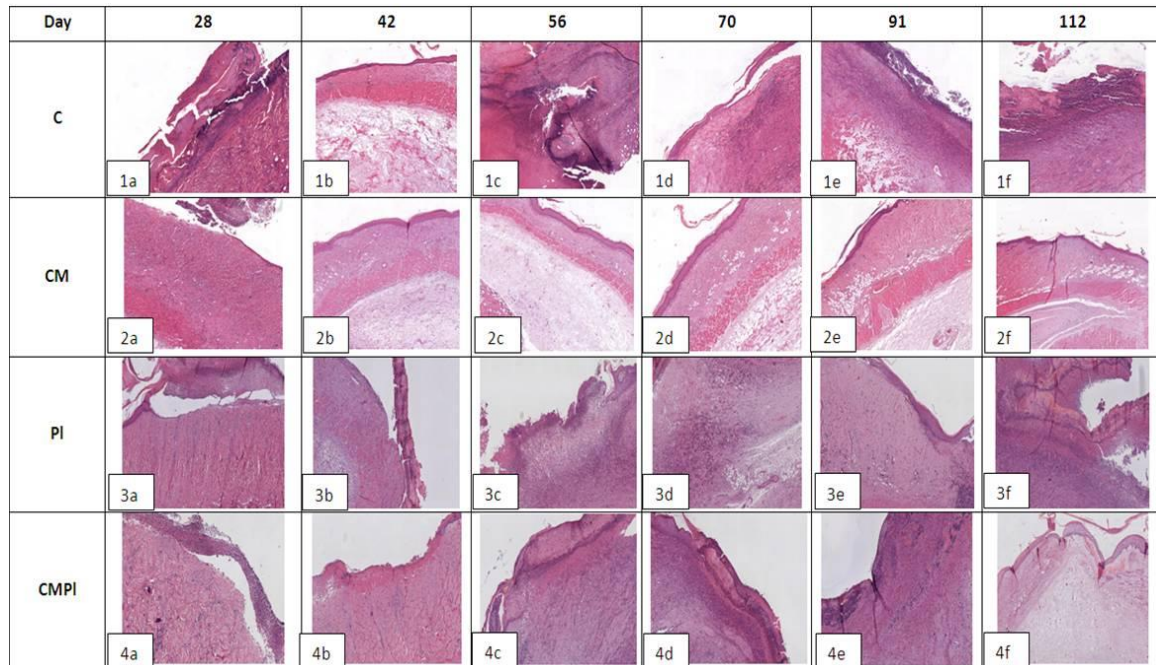 Day 28 42 56 70 91 112
C
1a 1b 1c 1d 1e 1f
CM
2a 2b 2c 2d 2e 2f
Pl
3a 3b 3c 3d 3e 3f
CMPl
4a 4b 4c 4d 4e 4f